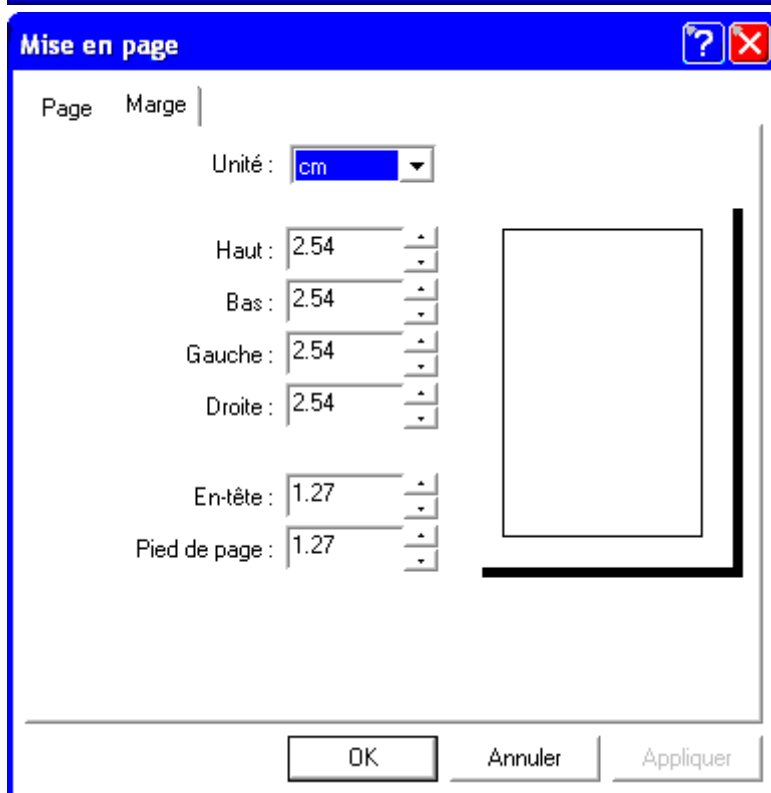 Mise en page
Page Marge
Unité : cm
Haut : 2.54
Bas : 2.54
Gauche : 2.54
Droite : 2.54
En-tête : 1.27
Pied de page : 1.27
OK Annuler Appliquer